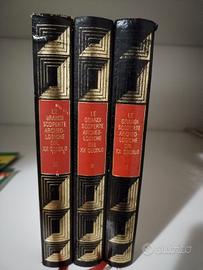 LE
GRANDI
SCOPERTE
ARCHEO-
LOGICHE
DEL
XX SECOLO
LE
GRANDI
SCOPERTE
ARCHEO-
LOGICHE
DEL
XX SECOLO
LE
GRANDI
SCOPERTE
ARCHEO-
LOGICHE
DEL
XX SECOLO
subito